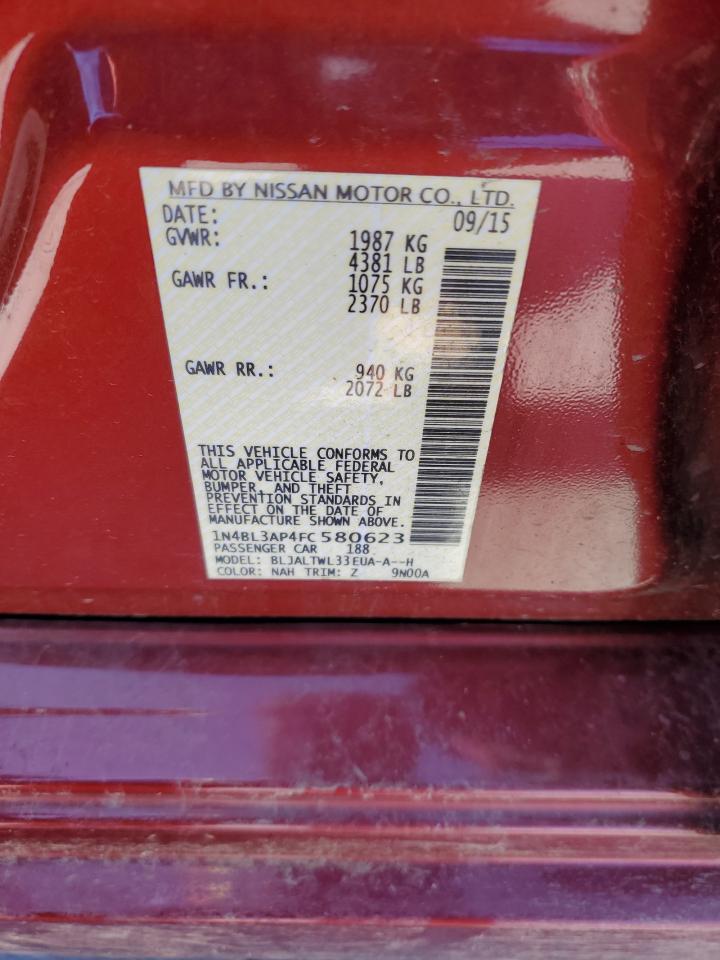 MFD BY NISSAN MOTOR CO., LTD.
DATE: 09/15
GVWR: 1987 KG
4381 LB
GAWR FR.: 1075 KG
2370 LB
GAWR RR.: 940 KG
2072 LB
THIS VEHICLE CONFORMS TO
ALL APPLICABLE FEDERAL
MOTOR VEHICLE SAFETY,
BUMPER, AND THEFT
PREVENTION STANDARDS IN
EFFECT ON THE DATE OF
MANUFACTURE SHOWN ABOVE.
1N4BL3AP4FC580623
PASSENGER CAR 188
MODEL: BLJALTWL33EUA-A--H
COLOR: NAH TRIM: Z 9N00A